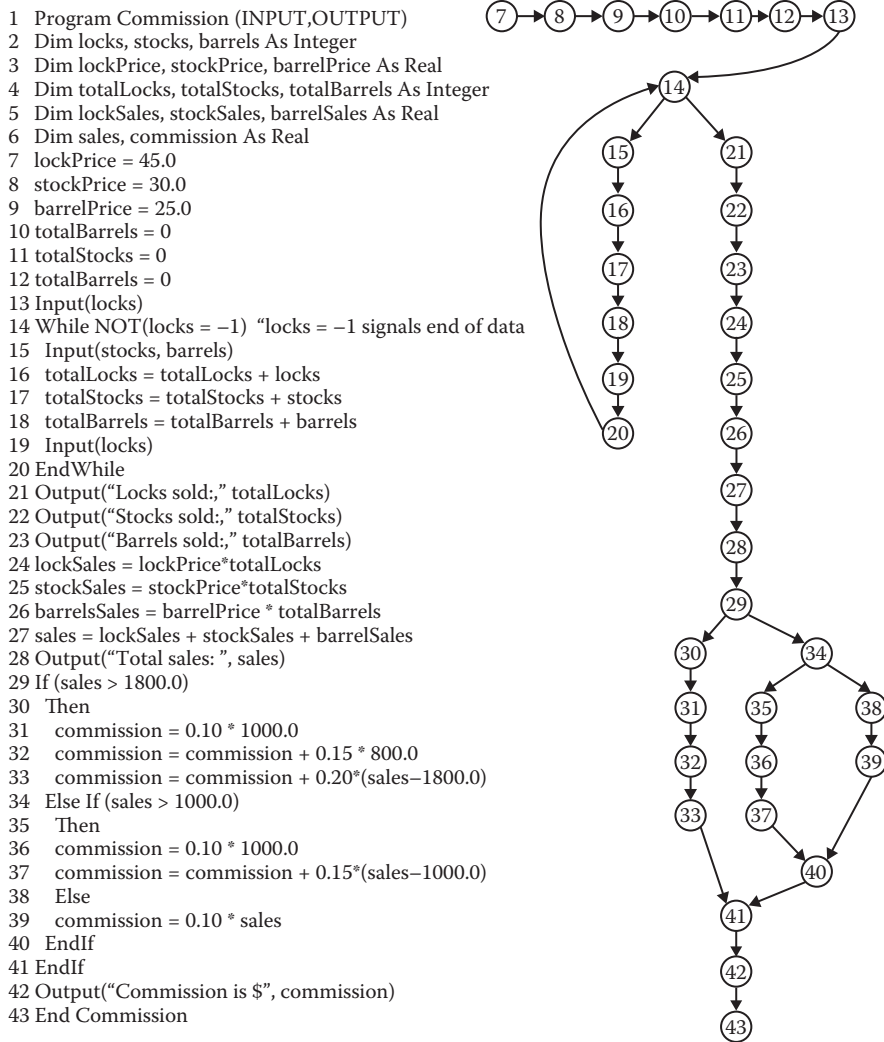 1 Program Commission (INPUT,OUTPUT)
2 Dim locks, stocks, barrels As Integer
3 Dim lockPrice, stockPrice, barrelPrice As Real
4 Dim totalLocks, totalStocks, totalBarrels As Integer
5 Dim lockSales, stockSales, barrelSales As Real
6 Dim sales, commission As Real
7 lockPrice = 45.0
8 stockPrice = 30.0
9 barrelPrice = 25.0
10 totalBarrels = 0
11 totalStocks = 0
12 totalBarrels = 0
13 Input(locks)
14 While NOT(locks = –1) “locks = –1 signals end of data
15 Input(stocks, barrels)
16 totalLocks = totalLocks + locks
17 totalStocks = totalStocks + stocks
18 totalBarrels = totalBarrels + barrels
19 Input(locks)
20 EndWhile
21 Output(“Locks sold:,” totalLocks)
22 Output(“Stocks sold:,” totalStocks)
23 Output(“Barrels sold:,” totalBarrels)
24 lockSales = lockPrice*totalLocks
25 stockSales = stockPrice*totalStocks
26 barrelsSales = barrelPrice * totalBarrels
27 sales = lockSales + stockSales + barrelSales
28 Output(“Total sales: ”, sales)
29 If (sales > 1800.0)
30 Then
31 commission = 0.10 * 1000.0
32 commission = commission + 0.15 * 800.0
33 commission = commission + 0.20*(sales–1800.0)
34 Else If (sales > 1000.0)
35 Then
36 commission = 0.10 * 1000.0
37 commission = commission + 0.15*(sales–1000.0)
38 Else
39 commission = 0.10 * sales
40 EndIf
41 EndIf
42 Output(“Commission is $”, commission)
43 End Commission
7 8 9 10 11 12 13
14
15 21
16 22
17 23
18 24
19 25
20 26
27
28
29
30 34
31 35 38
32 36 39
33 37
40
41
42
43